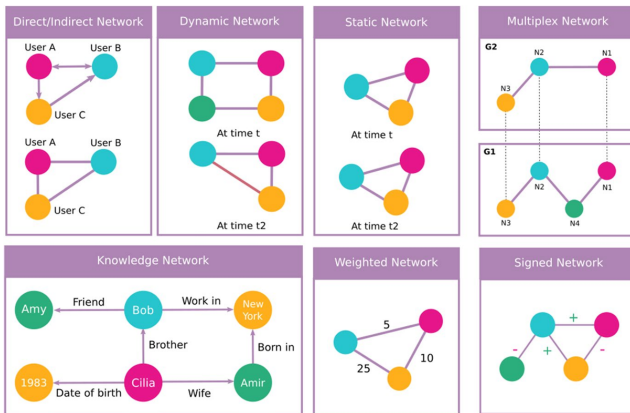 Direct/Indirect Network
User A
User B
User C
User A
User B
User C
Dynamic Network
At time t
At time t2
Static Network
At time t
At time t2
Multiplex Network
G2
N2
N1
N3
G1
N2
N1
N3
N4
Knowledge Network
Amy
Friend
Bob
Work in
New
York
Brother
Born in
1983
Date of birth
Cilia
Wife
Amir
Weighted Network
5
25
10
Signed Network
+
-
+
-